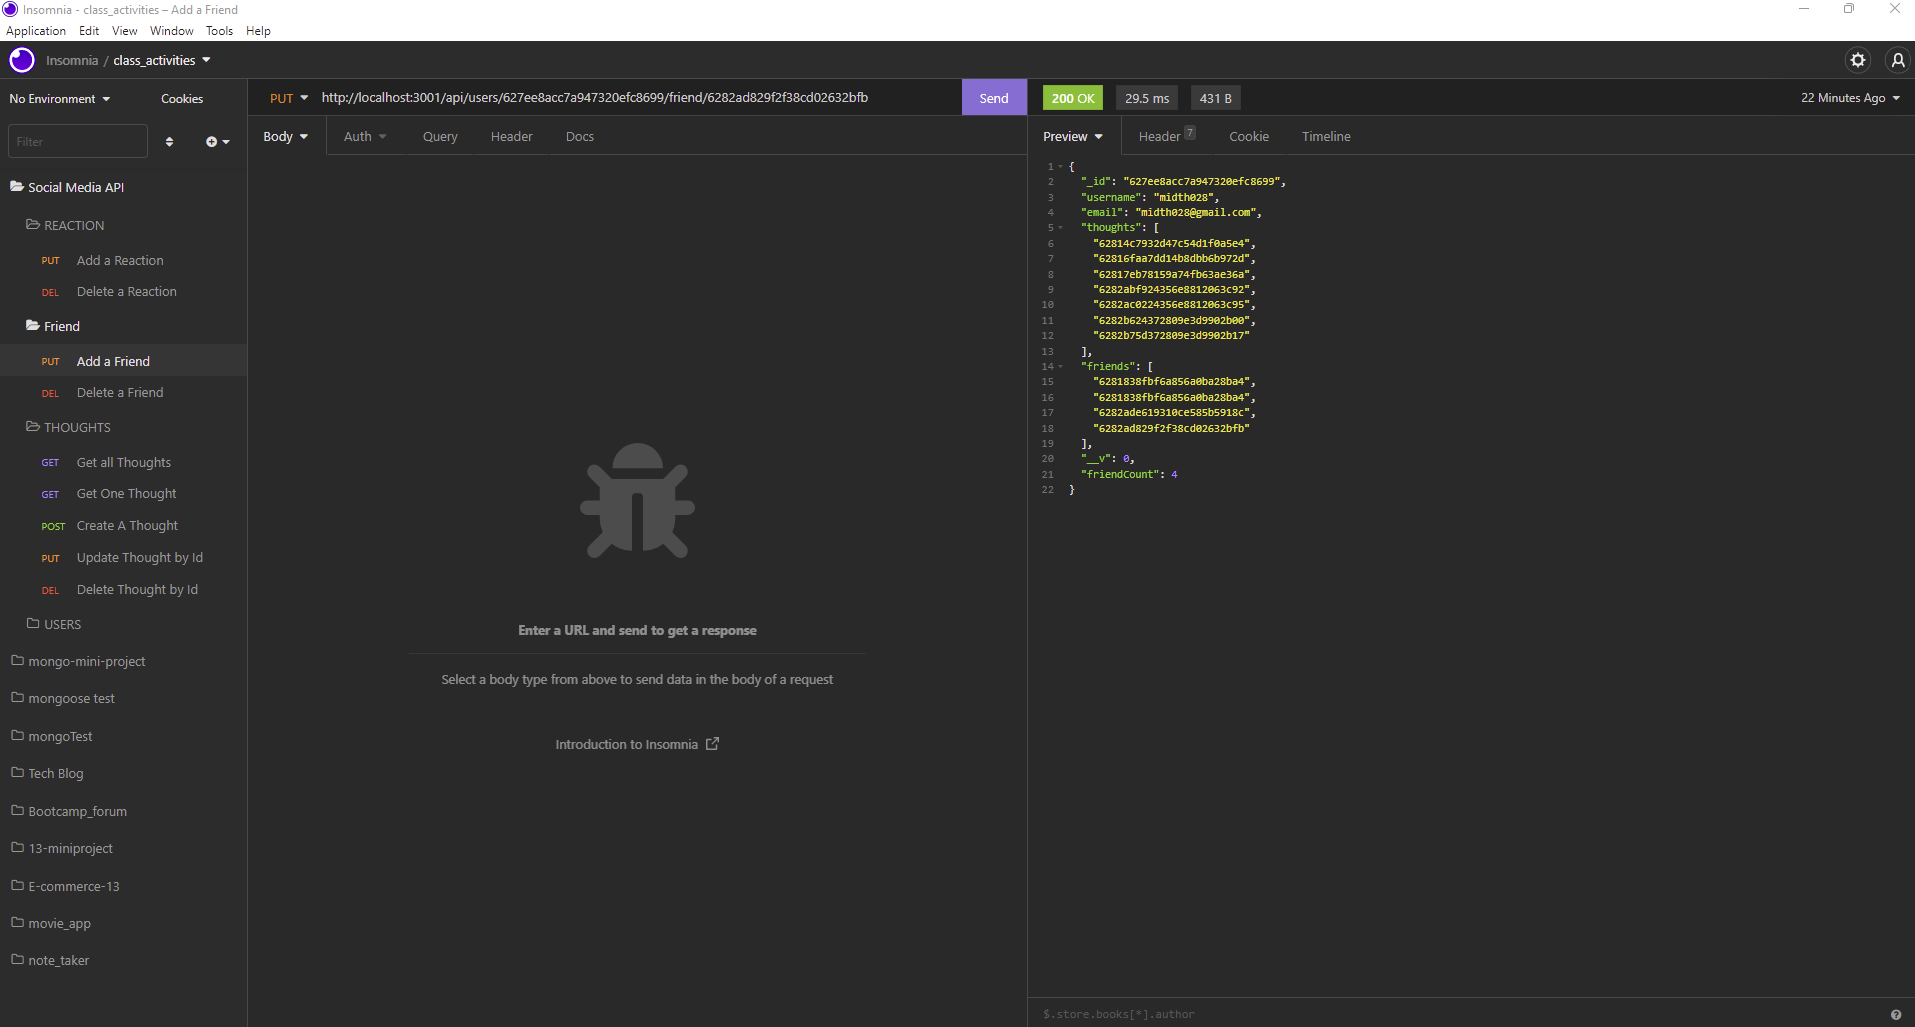 Insomnia - class_activities – Add a Friend
Application Edit View Window Tools Help
Insomnia / class_activities
No Environment Cookies
Filter
Social Media API
REACTION
PUT Add a Reaction
DEL Delete a Reaction
Friend
PUT Add a Friend
DEL Delete a Friend
THOUGHTS
GET Get all Thoughts
GET Get One Thought
POST Create A Thought
PUT Update Thought by Id
DEL Delete Thought by Id
USERS
mongo-mini-project
mongoose test
mongoTest
Tech Blog
Bootcamp_forum
13-miniproject
E-commerce-13
movie_app
note_taker
PUT http://localhost:3001/api/users/627ee8acc7a947320efc8699/friend/6282ad829f2f38cd02632bfb Send
Body Auth Query Header Docs
Enter a URL and send to get a response
Select a body type from above to send data in the body of a request
Introduction to Insomnia
200 OK 29.5 ms 431 B 22 Minutes Ago
Preview Header 7 Cookie Timeline
1 {
2 "_id": "627ee8acc7a947320efc8699",
3 "username": "midth028",
4 "email": "midth028@gmail.com",
5 "thoughts": [
6 "62814c7932d47c54d1f0a5e4",
7 "62816faa7dd14b8dbb6b972d",
8 "62817eb78159a74fb63ae36a",
9 "6282abf924356e8812063c92",
10 "6282ac0224356e8812063c95",
11 "6282b624372809e3d9902b00",
12 "6282b75d372809e3d9902b17"
13 ],
14 "friends": [
15 "6281838fbf6a856a0ba28ba4",
16 "6281838fbf6a856a0ba28ba4",
17 "6282ade619310ce585b5918c",
18 "6282ad829f2f38cd02632bfb"
19 ],
20 "__v": 0,
21 "friendCount": 4
22 }
$.store.books[*].author